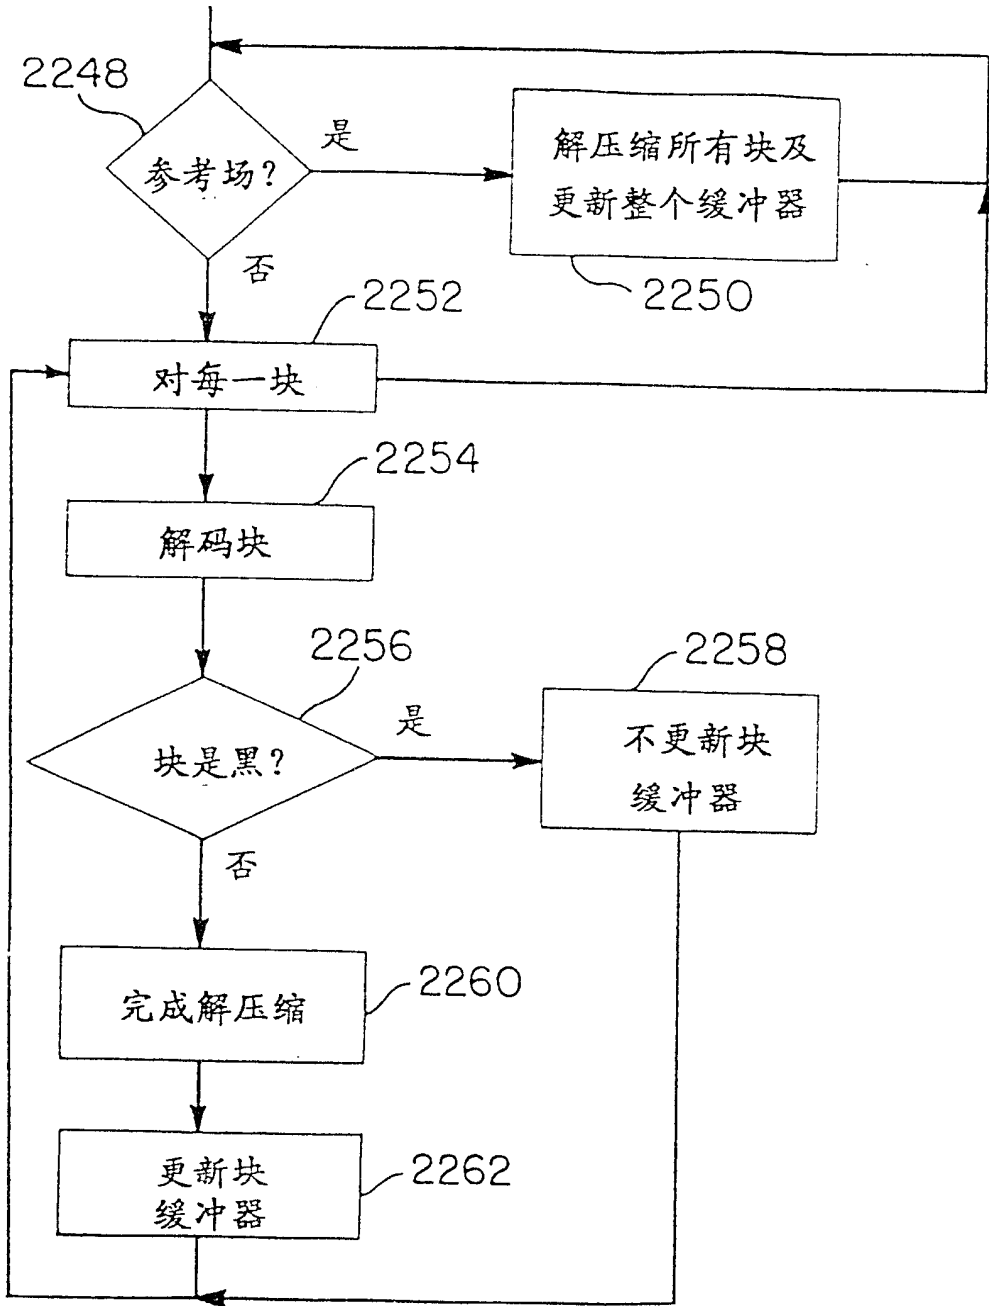 2248
参考场?
是
解压缩所有块及
更新整个缓冲器
2250
否
2252
对每一块
2254
解码块
2256
块是黑?
是
2258
不更新块
缓冲器
否
2260
完成解压缩
2262
更新块
缓冲器